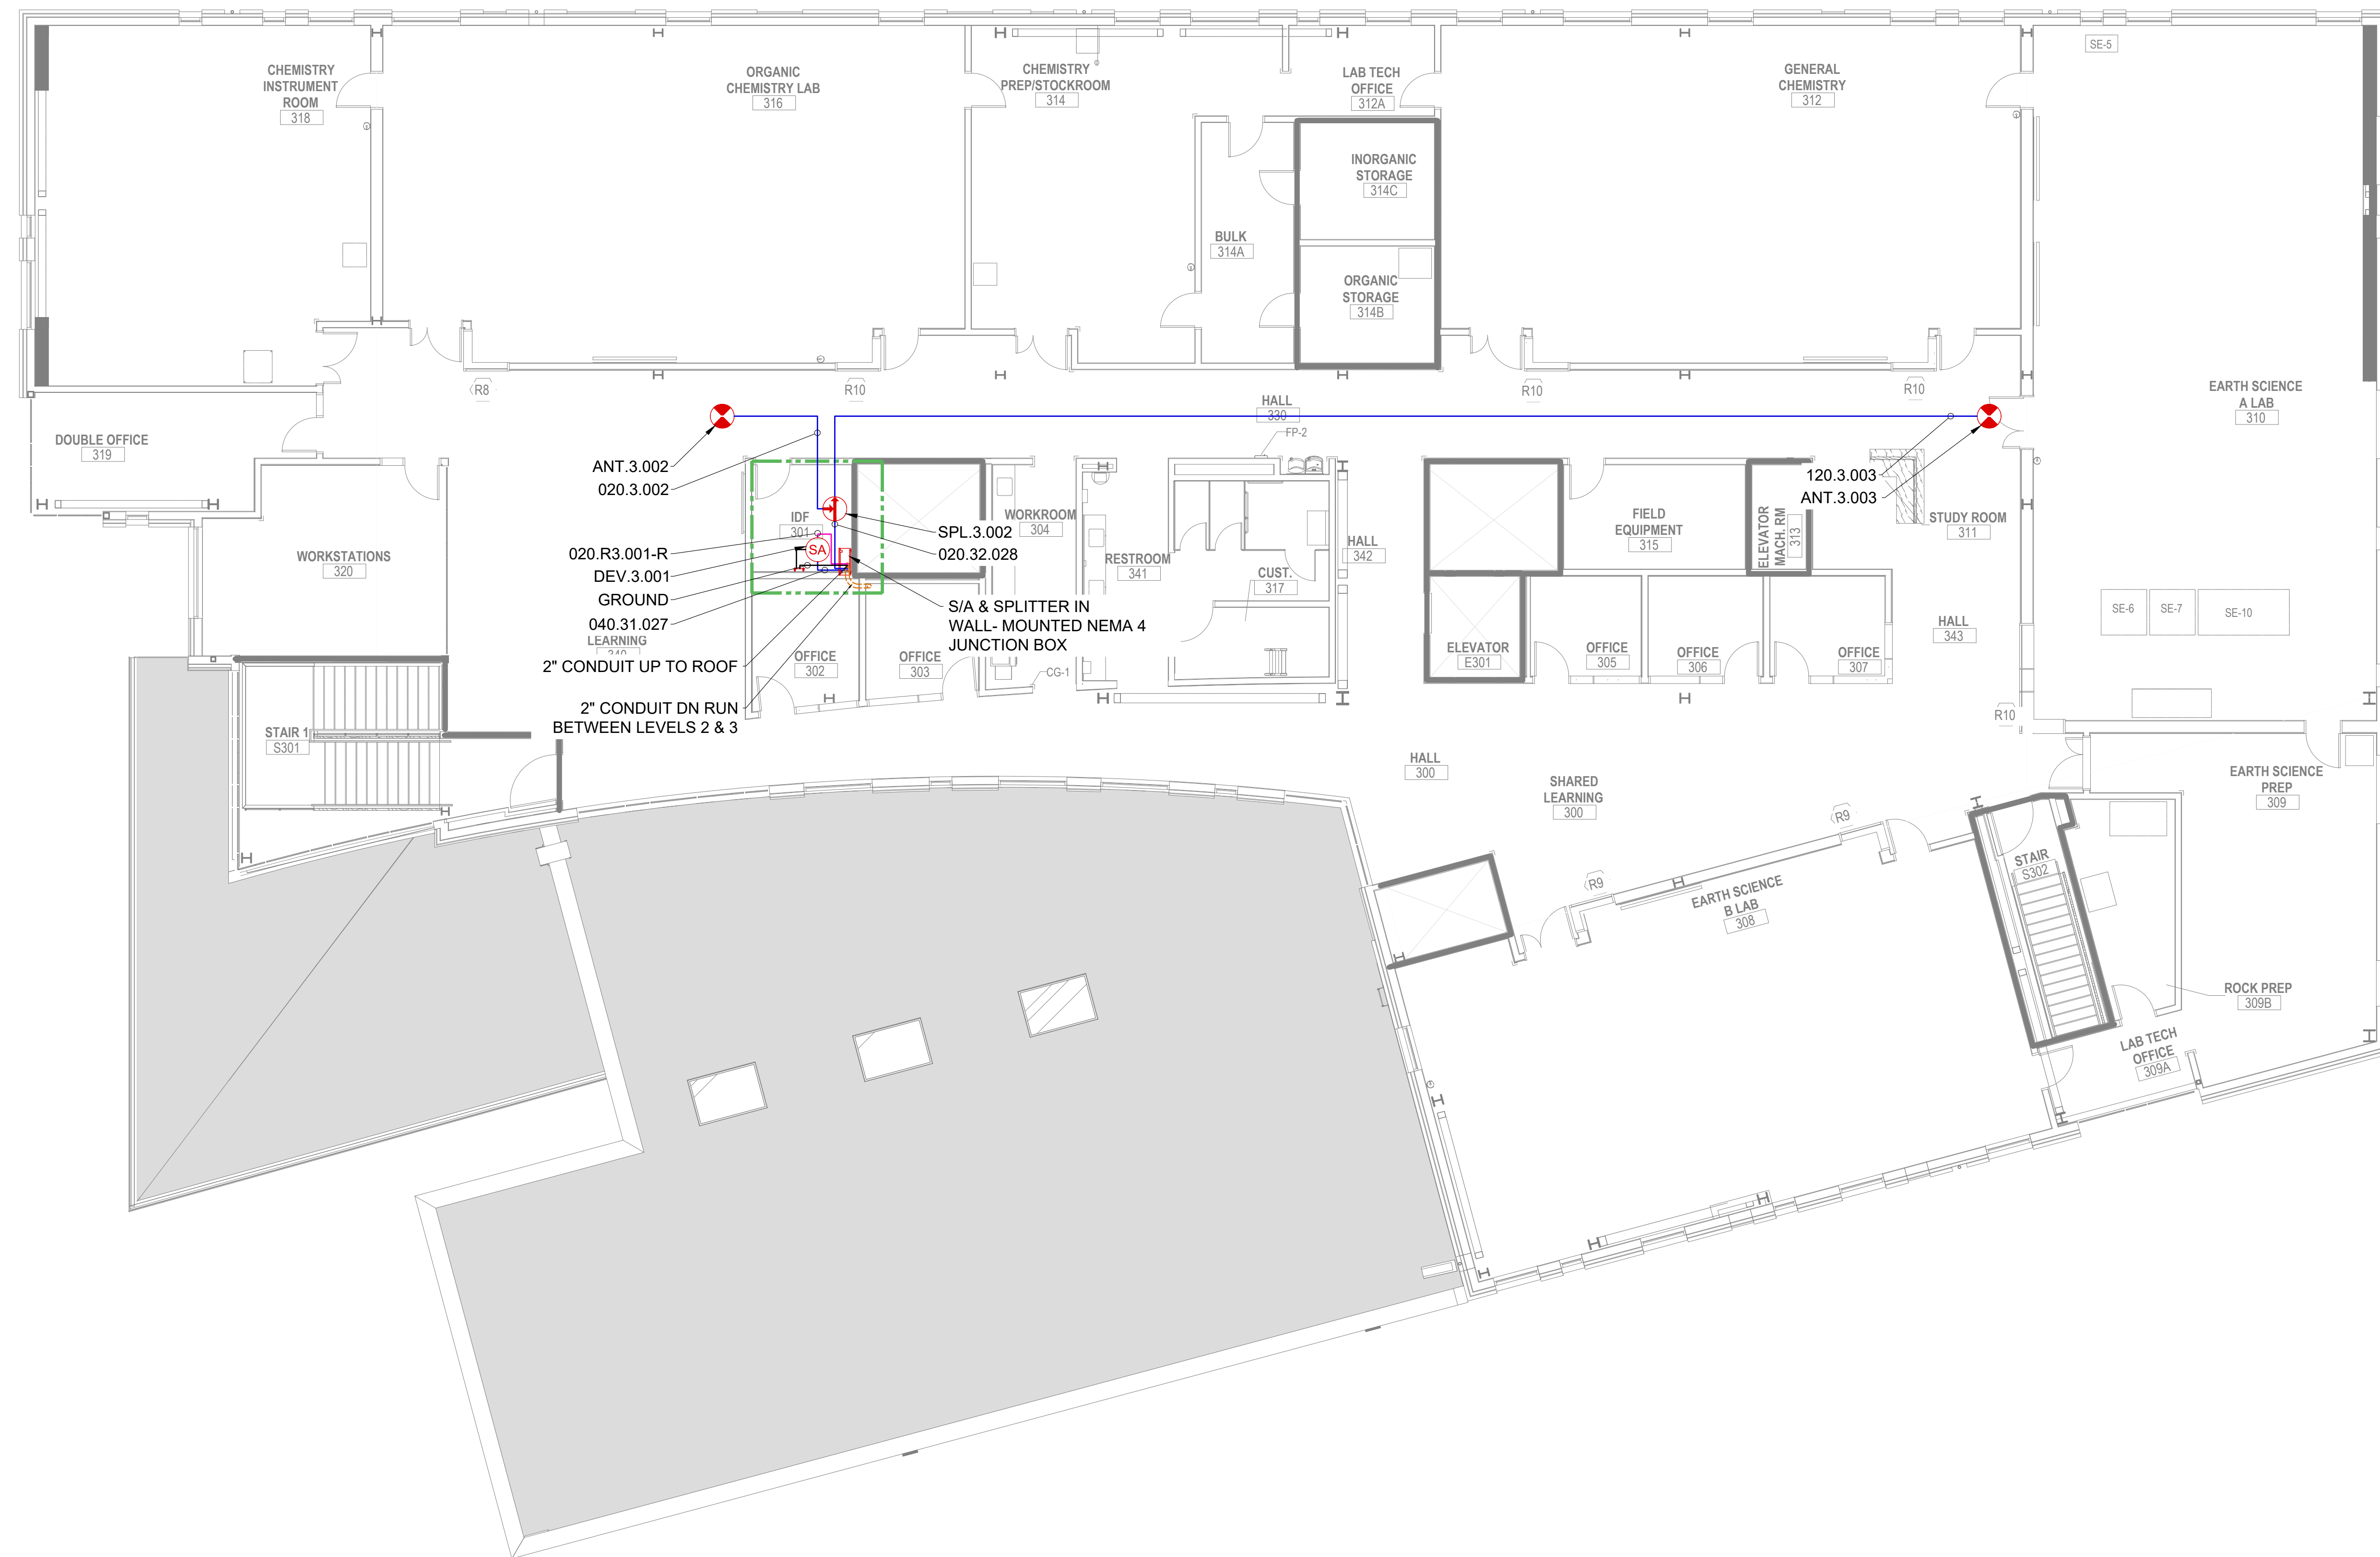 SE-5
CHEMISTRY
INSTRUMENT
ROOM
318
ORGANIC
CHEMISTRY LAB
316
CHEMISTRY
PREP/STOCKROOM
314
LAB TECH
OFFICE
312A
GENERAL
CHEMISTRY
312
INORGANIC
STORAGE
314C
BULK
314A
ORGANIC
STORAGE
314B
R8
R10
R10
R10
HALL
330
EARTH SCIENCE
A LAB
310
DOUBLE OFFICE
319
FP-2
ANT.3.002
020.3.002
120.3.003
ANT.3.003
IDF
301
WORKROOM
304
SPL.3.002
020.32.028
FIELD
EQUIPMENT
315
ELEVATOR
MACH. RM
313
STUDY ROOM
311
WORKSTATIONS
320
020.R3.001-R
SA
DEV.3.001
GROUND
040.31.027
RESTROOM
341
HALL
342
CUST.
317
S/A & SPLITTER IN
WALL- MOUNTED NEMA 4
JUNCTION BOX
SE-6
SE-7
SE-10
HALL
343
LEARNING
340
2" CONDUIT UP TO ROOF
OFFICE
302
OFFICE
303
CG-1
ELEVATOR
E301
OFFICE
305
OFFICE
306
OFFICE
307
2" CONDUIT DN RUN
BETWEEN LEVELS 2 & 3
R10
STAIR 1
S301
HALL
300
SHARED
LEARNING
300
EARTH SCIENCE
PREP
309
R9
R9
STAIR
S302
EARTH SCIENCE
B LAB
308
ROCK PREP
309B
LAB TECH
OFFICE
309A